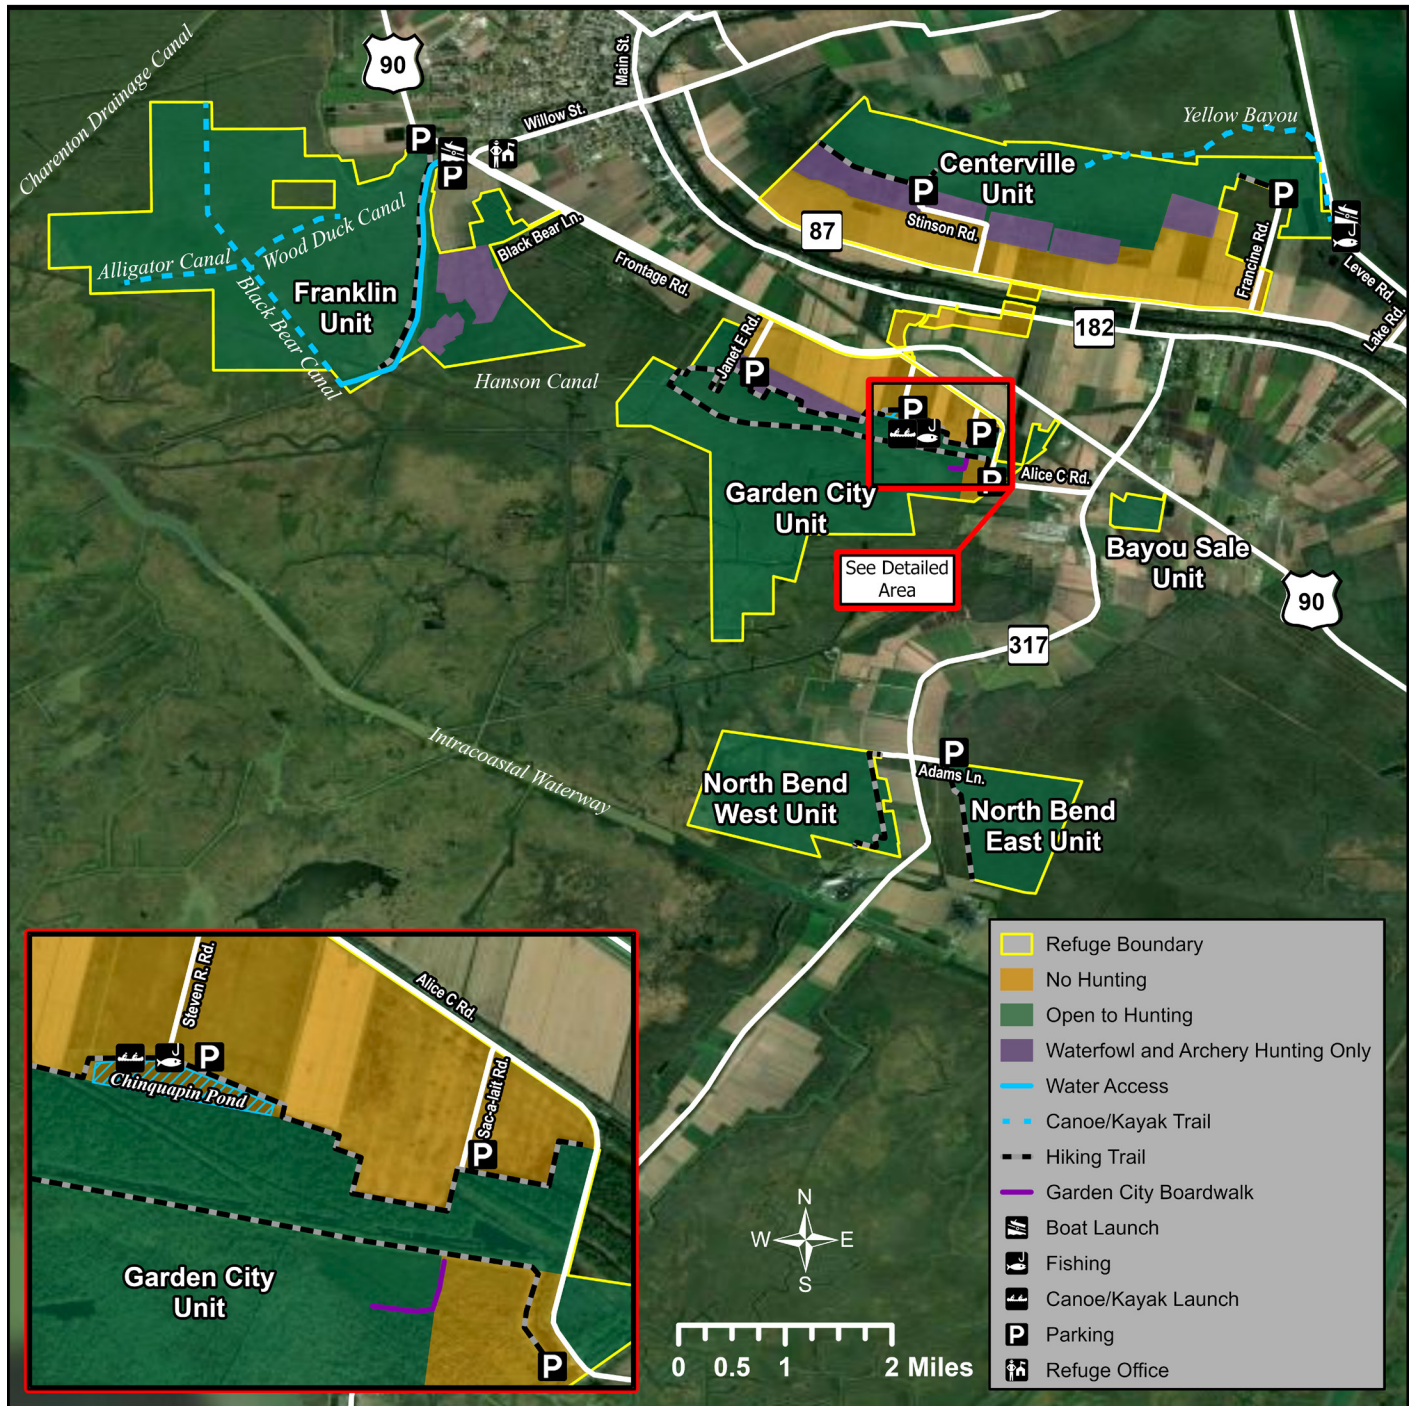 Charenton Drainage Canal
90
Main St.
Willow St.
P
P
Yellow Bayou
Centerville
Unit
P
P
Stinson Rd.
87
Francine Rd.
Levee Rd.
Lake Rd.
182
Black Bear Ln.
Frontage Rd.
Wood Duck Canal
Alligator Canal
Black Bear Canal
Franklin
Unit
Hanson Canal
Janet E Rd.
P
P
P
P
Alice C Rd.
Garden City
Unit
See Detailed
Area
Bayou Sale
Unit
90
317
Intracoastal Waterway
P
Adams Ln.
North Bend
West Unit
North Bend
East Unit
Steven R. Rd.
Alice C Rd.
P
Chinquapin Pond
Sac-a-lait Rd.
P
Garden City
Unit
P
N
W E
S
0 0.5 1 2 Miles
Refuge Boundary
No Hunting
Open to Hunting
Waterfowl and Archery Hunting Only
Water Access
Canoe/Kayak Trail
Hiking Trail
Garden City Boardwalk
Boat Launch
Fishing
Canoe/Kayak Launch
P Parking
Refuge Office